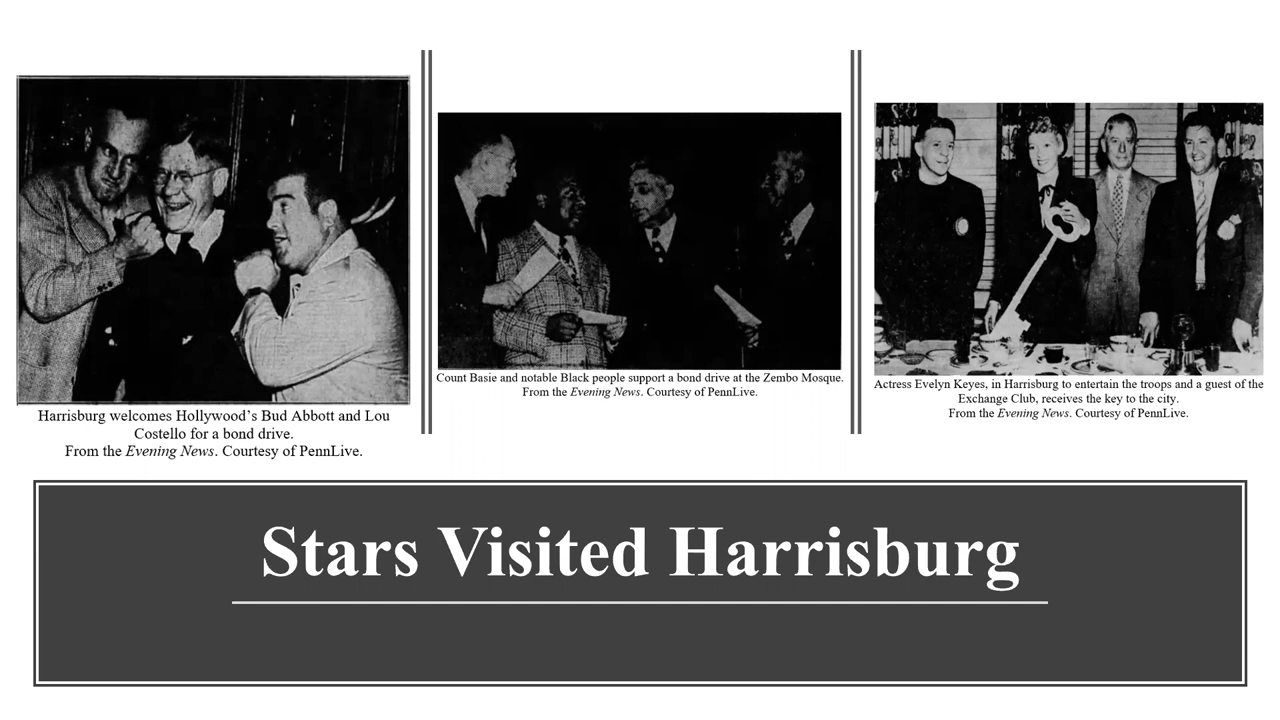 Harrisburg welcomes Hollywood’s Bud Abbott and Lou
Costello for a bond drive.
From the Evening News. Courtesy of PennLive.
Count Basie and notable Black people support a bond drive at the Zembo Mosque.
From the Evening News. Courtesy of PennLive.
Actress Evelyn Keyes, in Harrisburg to entertain the troops and a guest of the
Exchange Club, receives the key to the city.
From the Evening News. Courtesy of PennLive.
Stars Visited Harrisburg